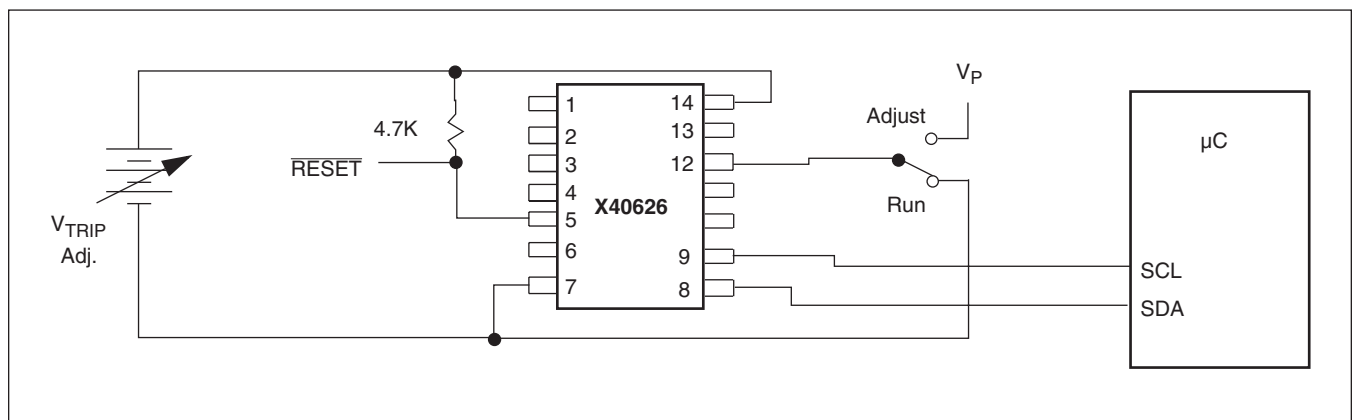 V_P
Adjust
Run
4.7K
RESET
V_TRIP
Adj.
1
2
3
4
5
6
7
X40626
14
13
12
9
8
µC
SCL
SDA